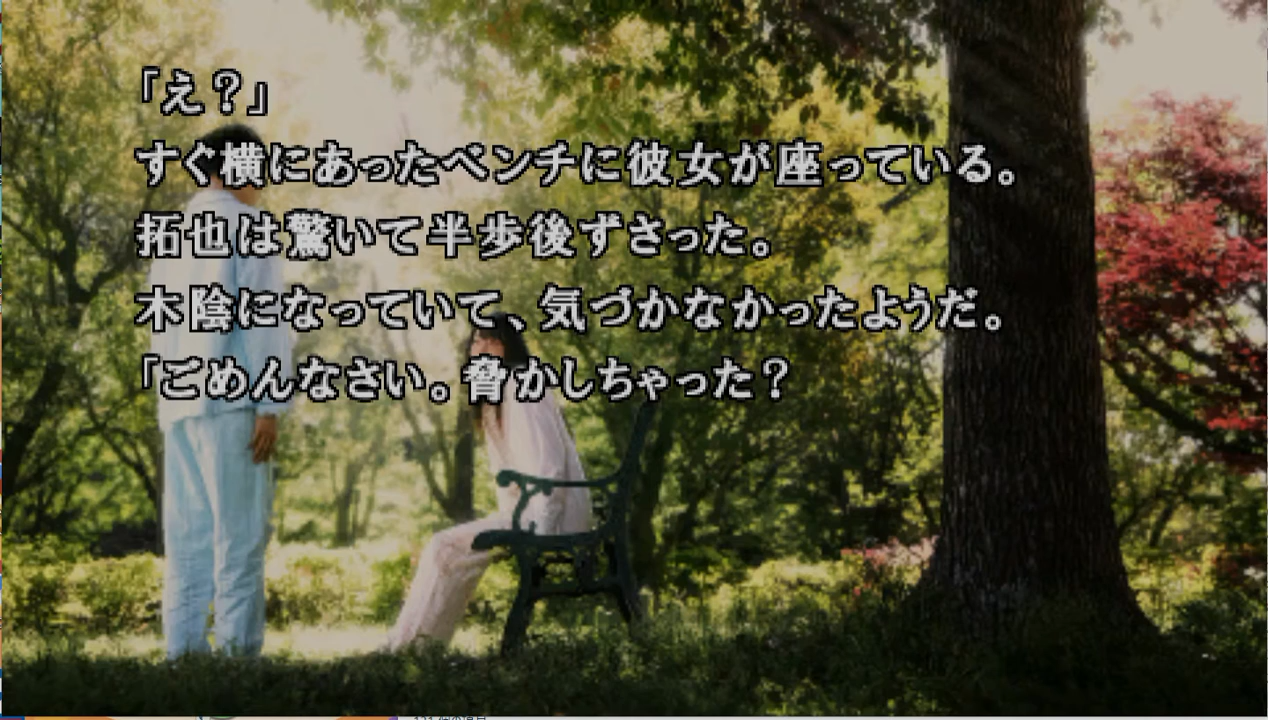 「え?」
すぐ横にあったベンチに彼女が座っている。
拓也は驚いて半歩後ずさった。
木陰になっていて、気づかなかったようだ。
「ごめんなさい。脅かしちゃった?